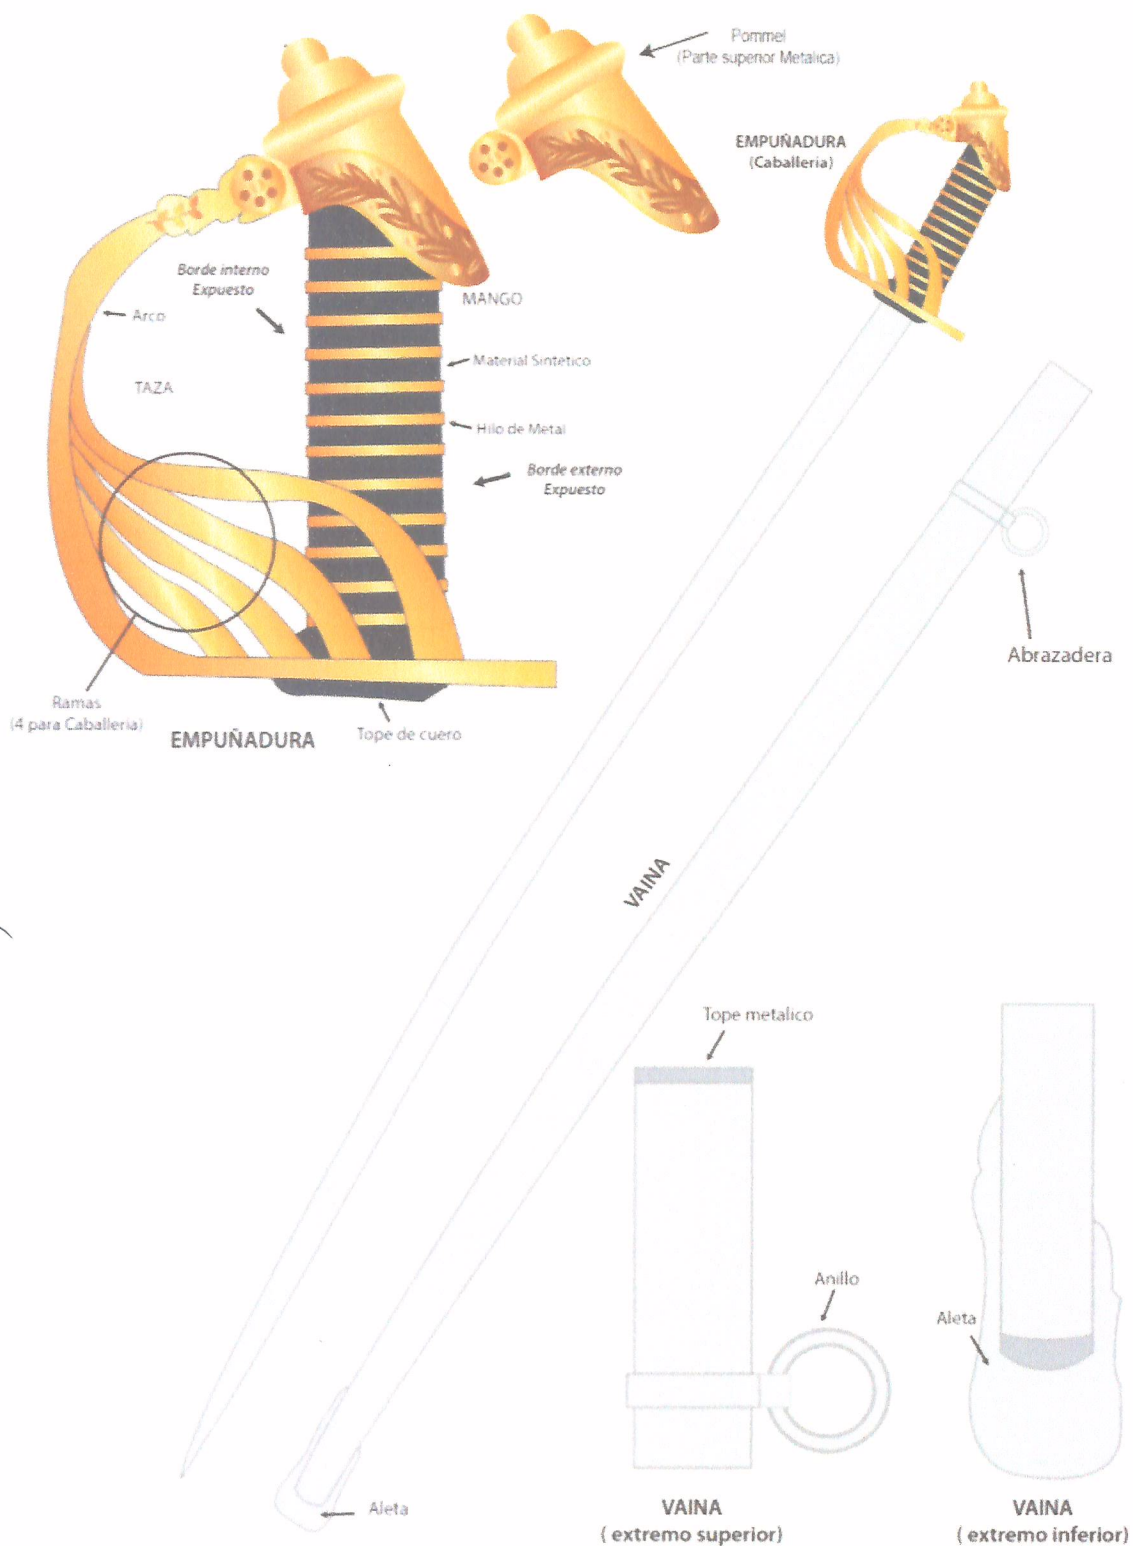 Pommel
(Parte superior Metalica)
EMPUÑADURA
(Caballeria)
Borde interno
Expuesto
MANGO
Arco
Material Sintetico
TAZA
Hilo de Metal
Borde externo
Expuesto
Abrazadera
Ramas
(4 para Caballeria)
EMPUÑADURA
Tope de cuero
VAINA
Tope metalico
Anillo
Aleta
Aleta
VAINA
( extremo superior)
VAINA
( extremo inferior)